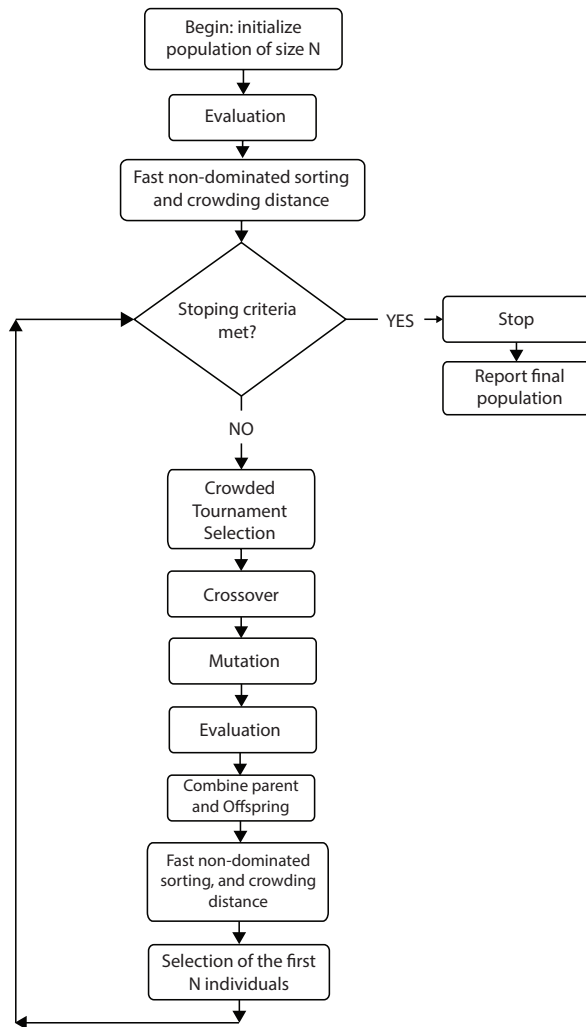 Begin: initialize
population of size N
Evaluation
Fast non-dominated sorting
and crowding distance
Stoping criteria
met?
YES
Stop
Report final
population
NO
Crowded
Tournament
Selection
Crossover
Mutation
Evaluation
Combine parent
and Offspring
Fast non-dominated
sorting, and crowding
distance
Selection of the first
N individuals